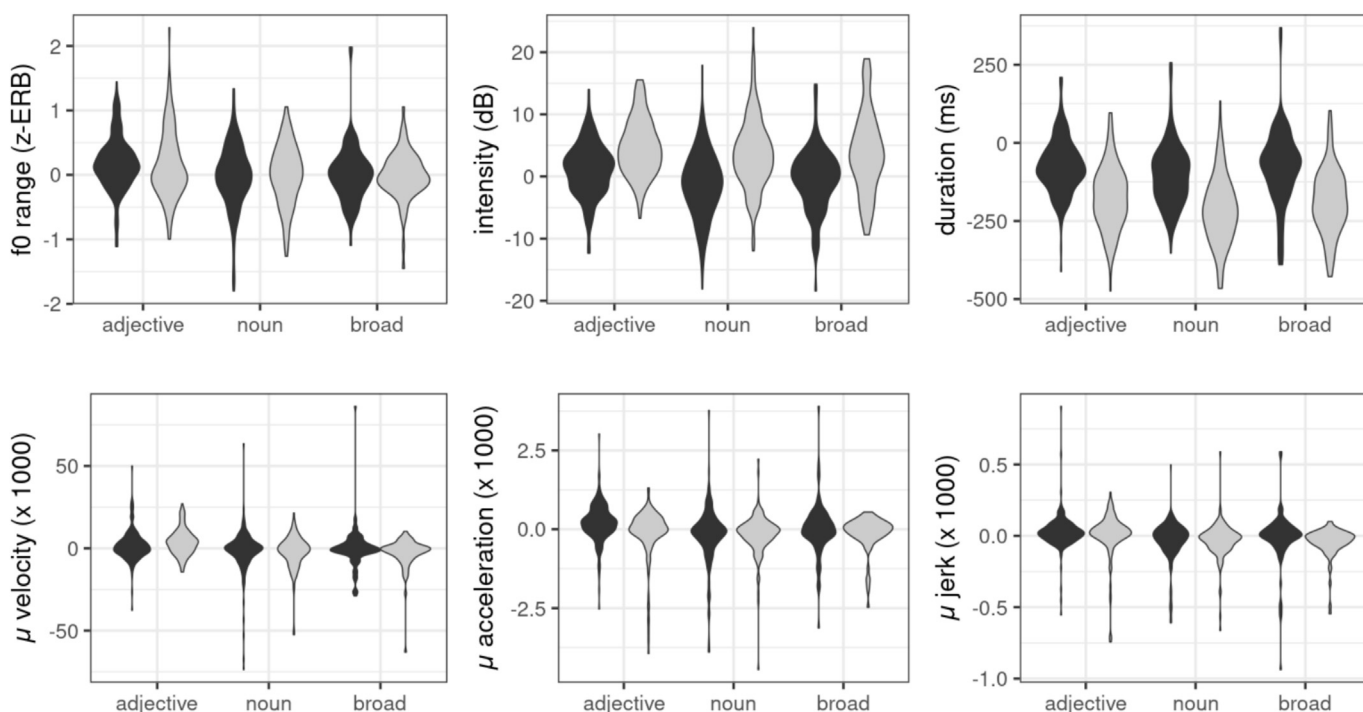 f0 range (z-ERB)
2
1
0
-1
-2
adjective noun broad
intensity (dB)
20
10
0
-10
-20
adjective noun broad
duration (ms)
250
0
-250
-500
adjective noun broad
μ velocity (x 1000)
50
0
-50
adjective noun broad
μ acceleration (x 1000)
2.5
0.0
-2.5
adjective noun broad
μ jerk (x 1000)
0.5
0.0
-0.5
-1.0
adjective noun broad